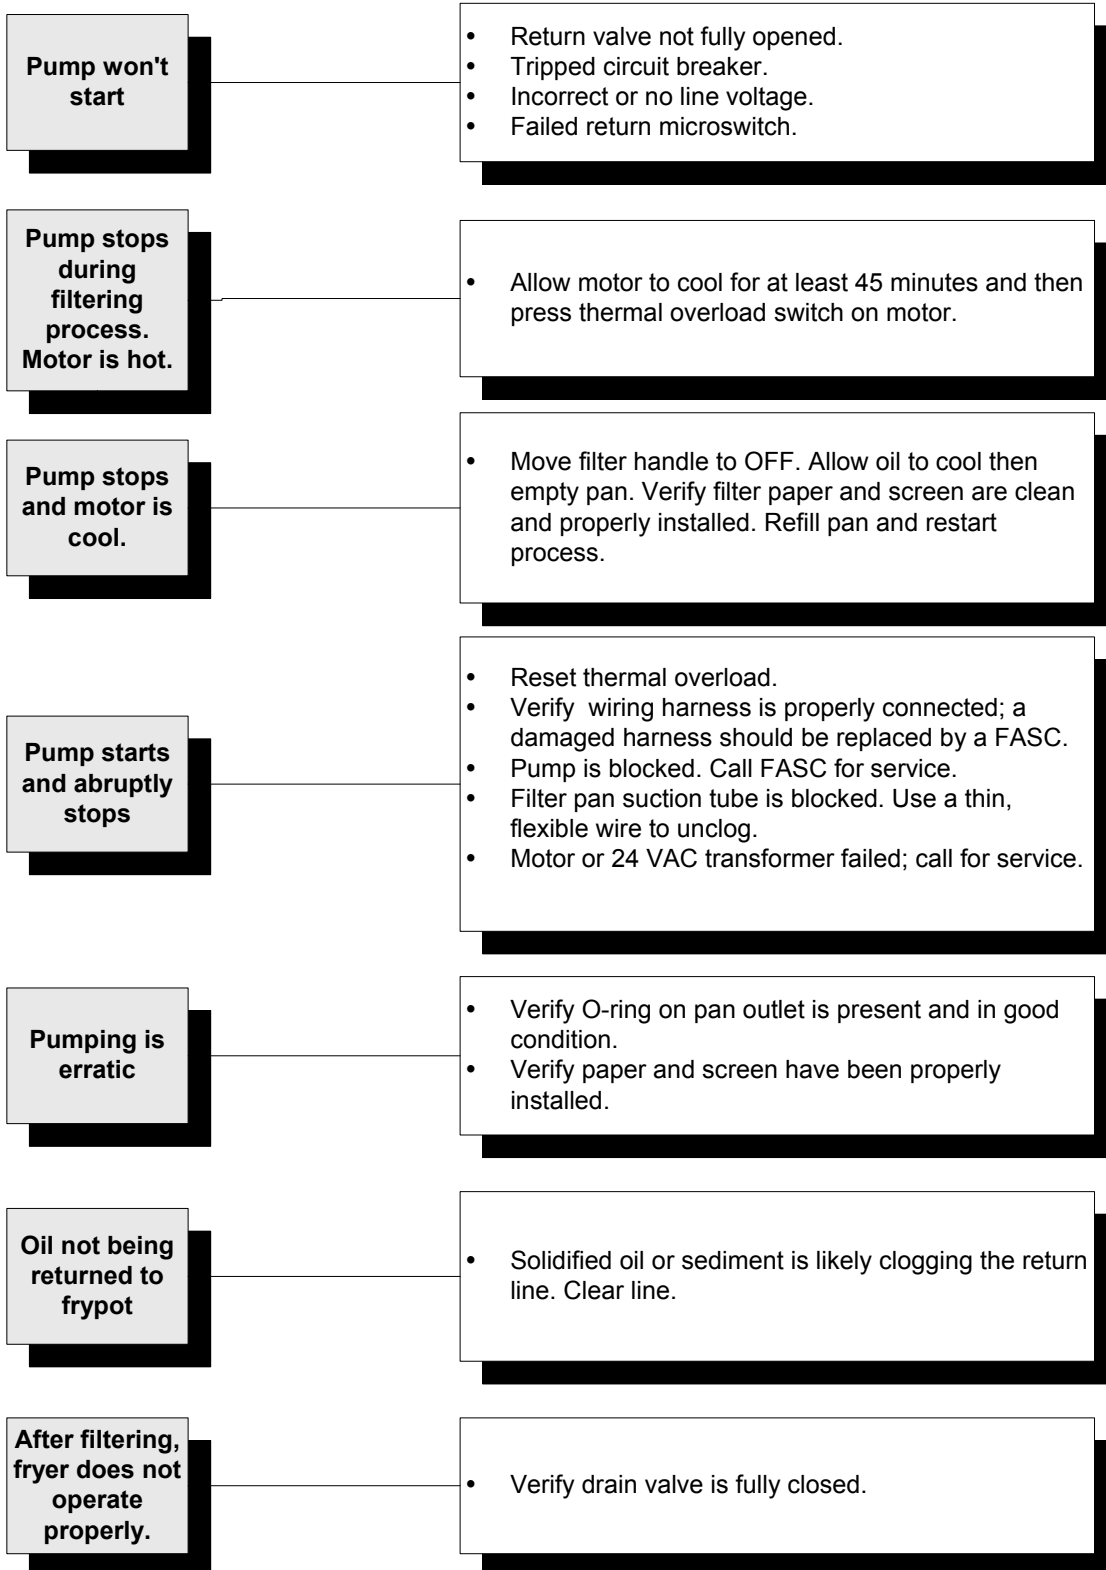 Pump won't
start
• Return valve not fully opened.
• Tripped circuit breaker.
• Incorrect or no line voltage.
• Failed return microswitch.
Pump stops
during
filtering
process.
Motor is hot.
• Allow motor to cool for at least 45 minutes and then
press thermal overload switch on motor.
Pump stops
and motor is
cool.
• Move filter handle to OFF. Allow oil to cool then
empty pan. Verify filter paper and screen are clean
and properly installed. Refill pan and restart
process.
Pump starts
and abruptly
stops
• Reset thermal overload.
• Verify wiring harness is properly connected; a
damaged harness should be replaced by a FASC.
• Pump is blocked. Call FASC for service.
• Filter pan suction tube is blocked. Use a thin,
flexible wire to unclog.
• Motor or 24 VAC transformer failed; call for service.
Pumping is
erratic
• Verify O-ring on pan outlet is present and in good
condition.
• Verify paper and screen have been properly
installed.
Oil not being
returned to
frypot
• Solidified oil or sediment is likely clogging the return
line. Clear line.
After filtering,
fryer does not
operate
properly.
• Verify drain valve is fully closed.